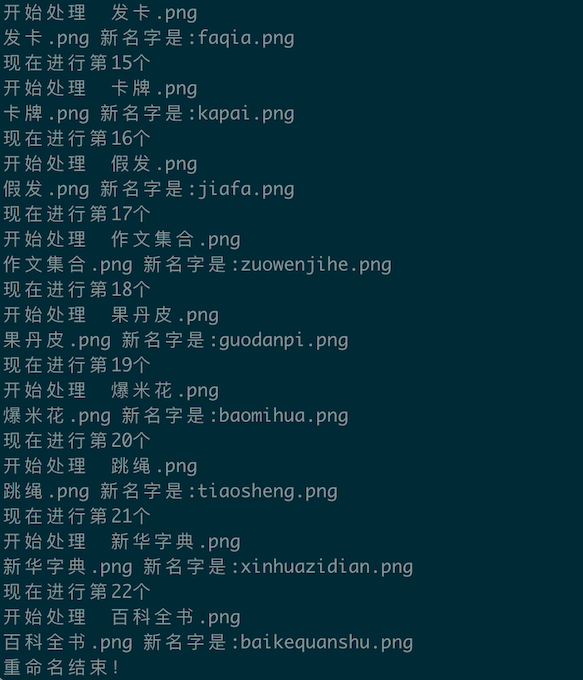 开始处理  发卡.png
发卡.png 新名字是:faqia.png
现在进行第15个
开始处理  卡牌.png
卡牌.png 新名字是:kapai.png
现在进行第16个
开始处理  假发.png
假发.png 新名字是:jiafa.png
现在进行第17个
开始处理  作文集合.png
作文集合.png 新名字是:zuowenjihe.png
现在进行第18个
开始处理  果丹皮.png
果丹皮.png 新名字是:guodanpi.png
现在进行第19个
开始处理  爆米花.png
爆米花.png 新名字是:baomihua.png
现在进行第20个
开始处理  跳绳.png
跳绳.png 新名字是:tiaosheng.png
现在进行第21个
开始处理  新华字典.png
新华字典.png 新名字是:xinhuazidian.png
现在进行第22个
开始处理  百科全书.png
百科全书.png 新名字是:baikequanshu.png
重命名结束!